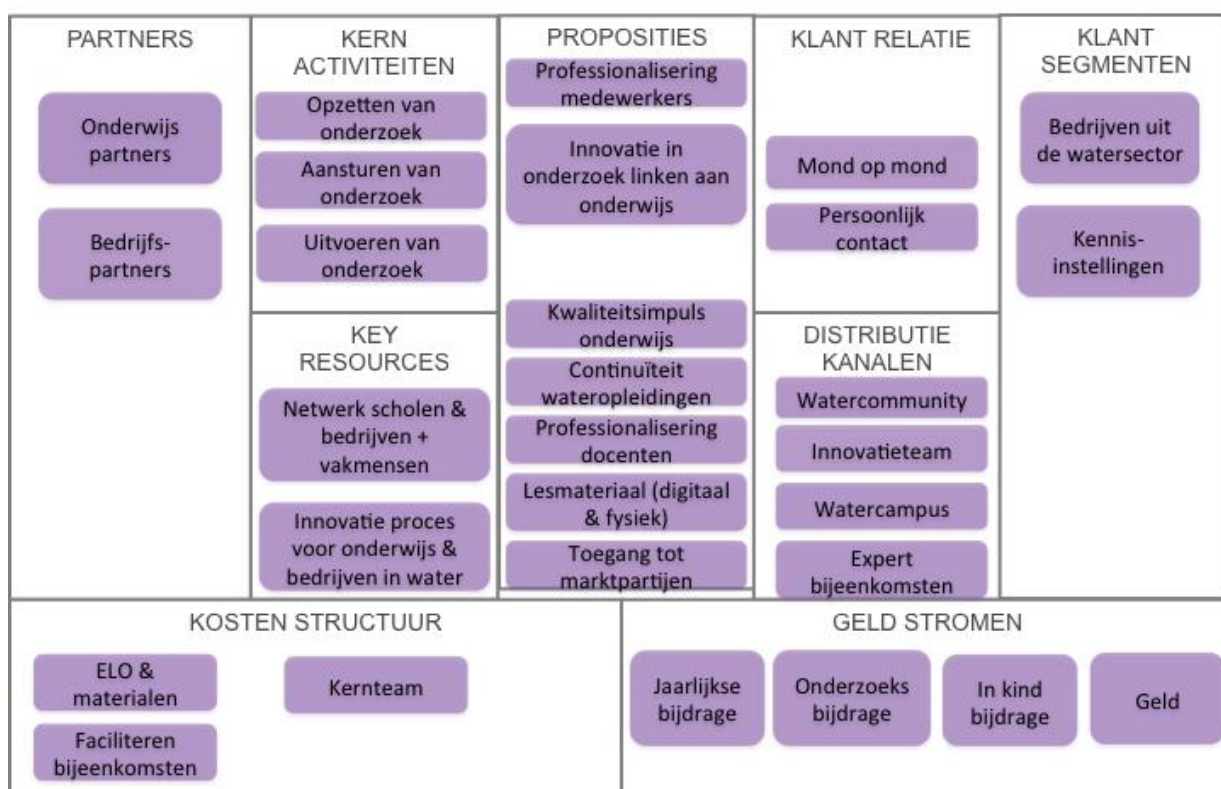 PARTNERS
Onderwijs
partners
Bedrijfs-
partners
KERN
ACTIVITEITEN
Opzetten van
onderzoek
Aansturen van
onderzoek
Uitvoeren van
onderzoek
KEY
RESOURCES
Netwerk scholen &
bedrijven +
vakmensen
Innovatie proces
voor onderwijs &
bedrijven in water
PROPOSITIES
Professionalisering
medewerkers
Innovatie in
onderzoek linken aan
onderwijs
Kwaliteitsimpuls
onderwijs
Continuïteit
wateropleidingen
Professionalisering
docenten
Lesmateriaal (digitaal
& fysiek)
Toegang tot
marktpartijen
KLANT RELATIE
Mond op mond
Persoonlijk
contact
DISTRIBUTIE
KANALEN
Watercommunity
Innovatieteam
Watercampus
Expert
bijeenkomsten
KLANT
SEGMENTEN
Bedrijven uit
de watersector
Kennis-
instellingen
KOSTEN STRUCTUUR
ELO &
materialen
Kernteam
Faciliteren
bijeenkomsten
GELD STROMEN
Jaarlijkse
bijdrage
Onderzoeks
bijdrage
In kind
bijdrage
Geld